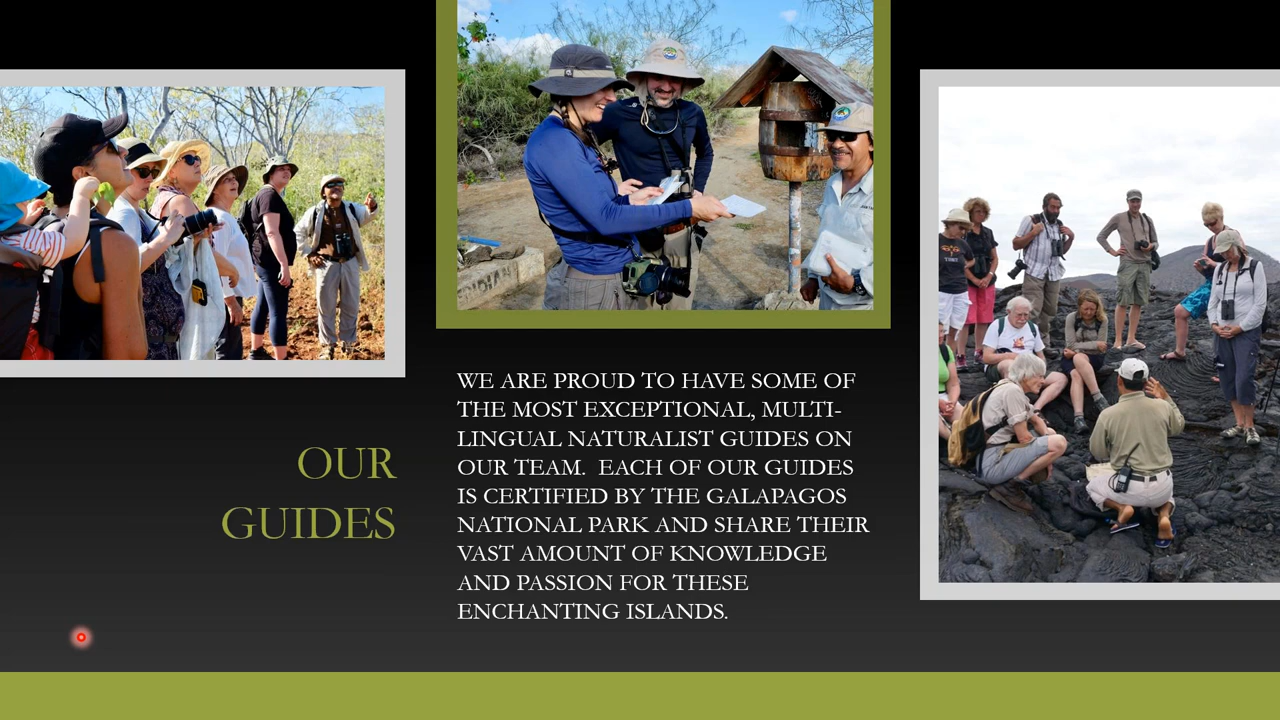 OUR
GUIDES
WE ARE PROUD TO HAVE SOME OF
THE MOST EXCEPTIONAL, MULTI-
LINGUAL NATURALIST GUIDES ON
OUR TEAM.  EACH OF OUR GUIDES
IS CERTIFIED BY THE GALAPAGOS
NATIONAL PARK AND SHARE THEIR
VAST AMOUNT OF KNOWLEDGE
AND PASSION FOR THESE
ENCHANTING ISLANDS.